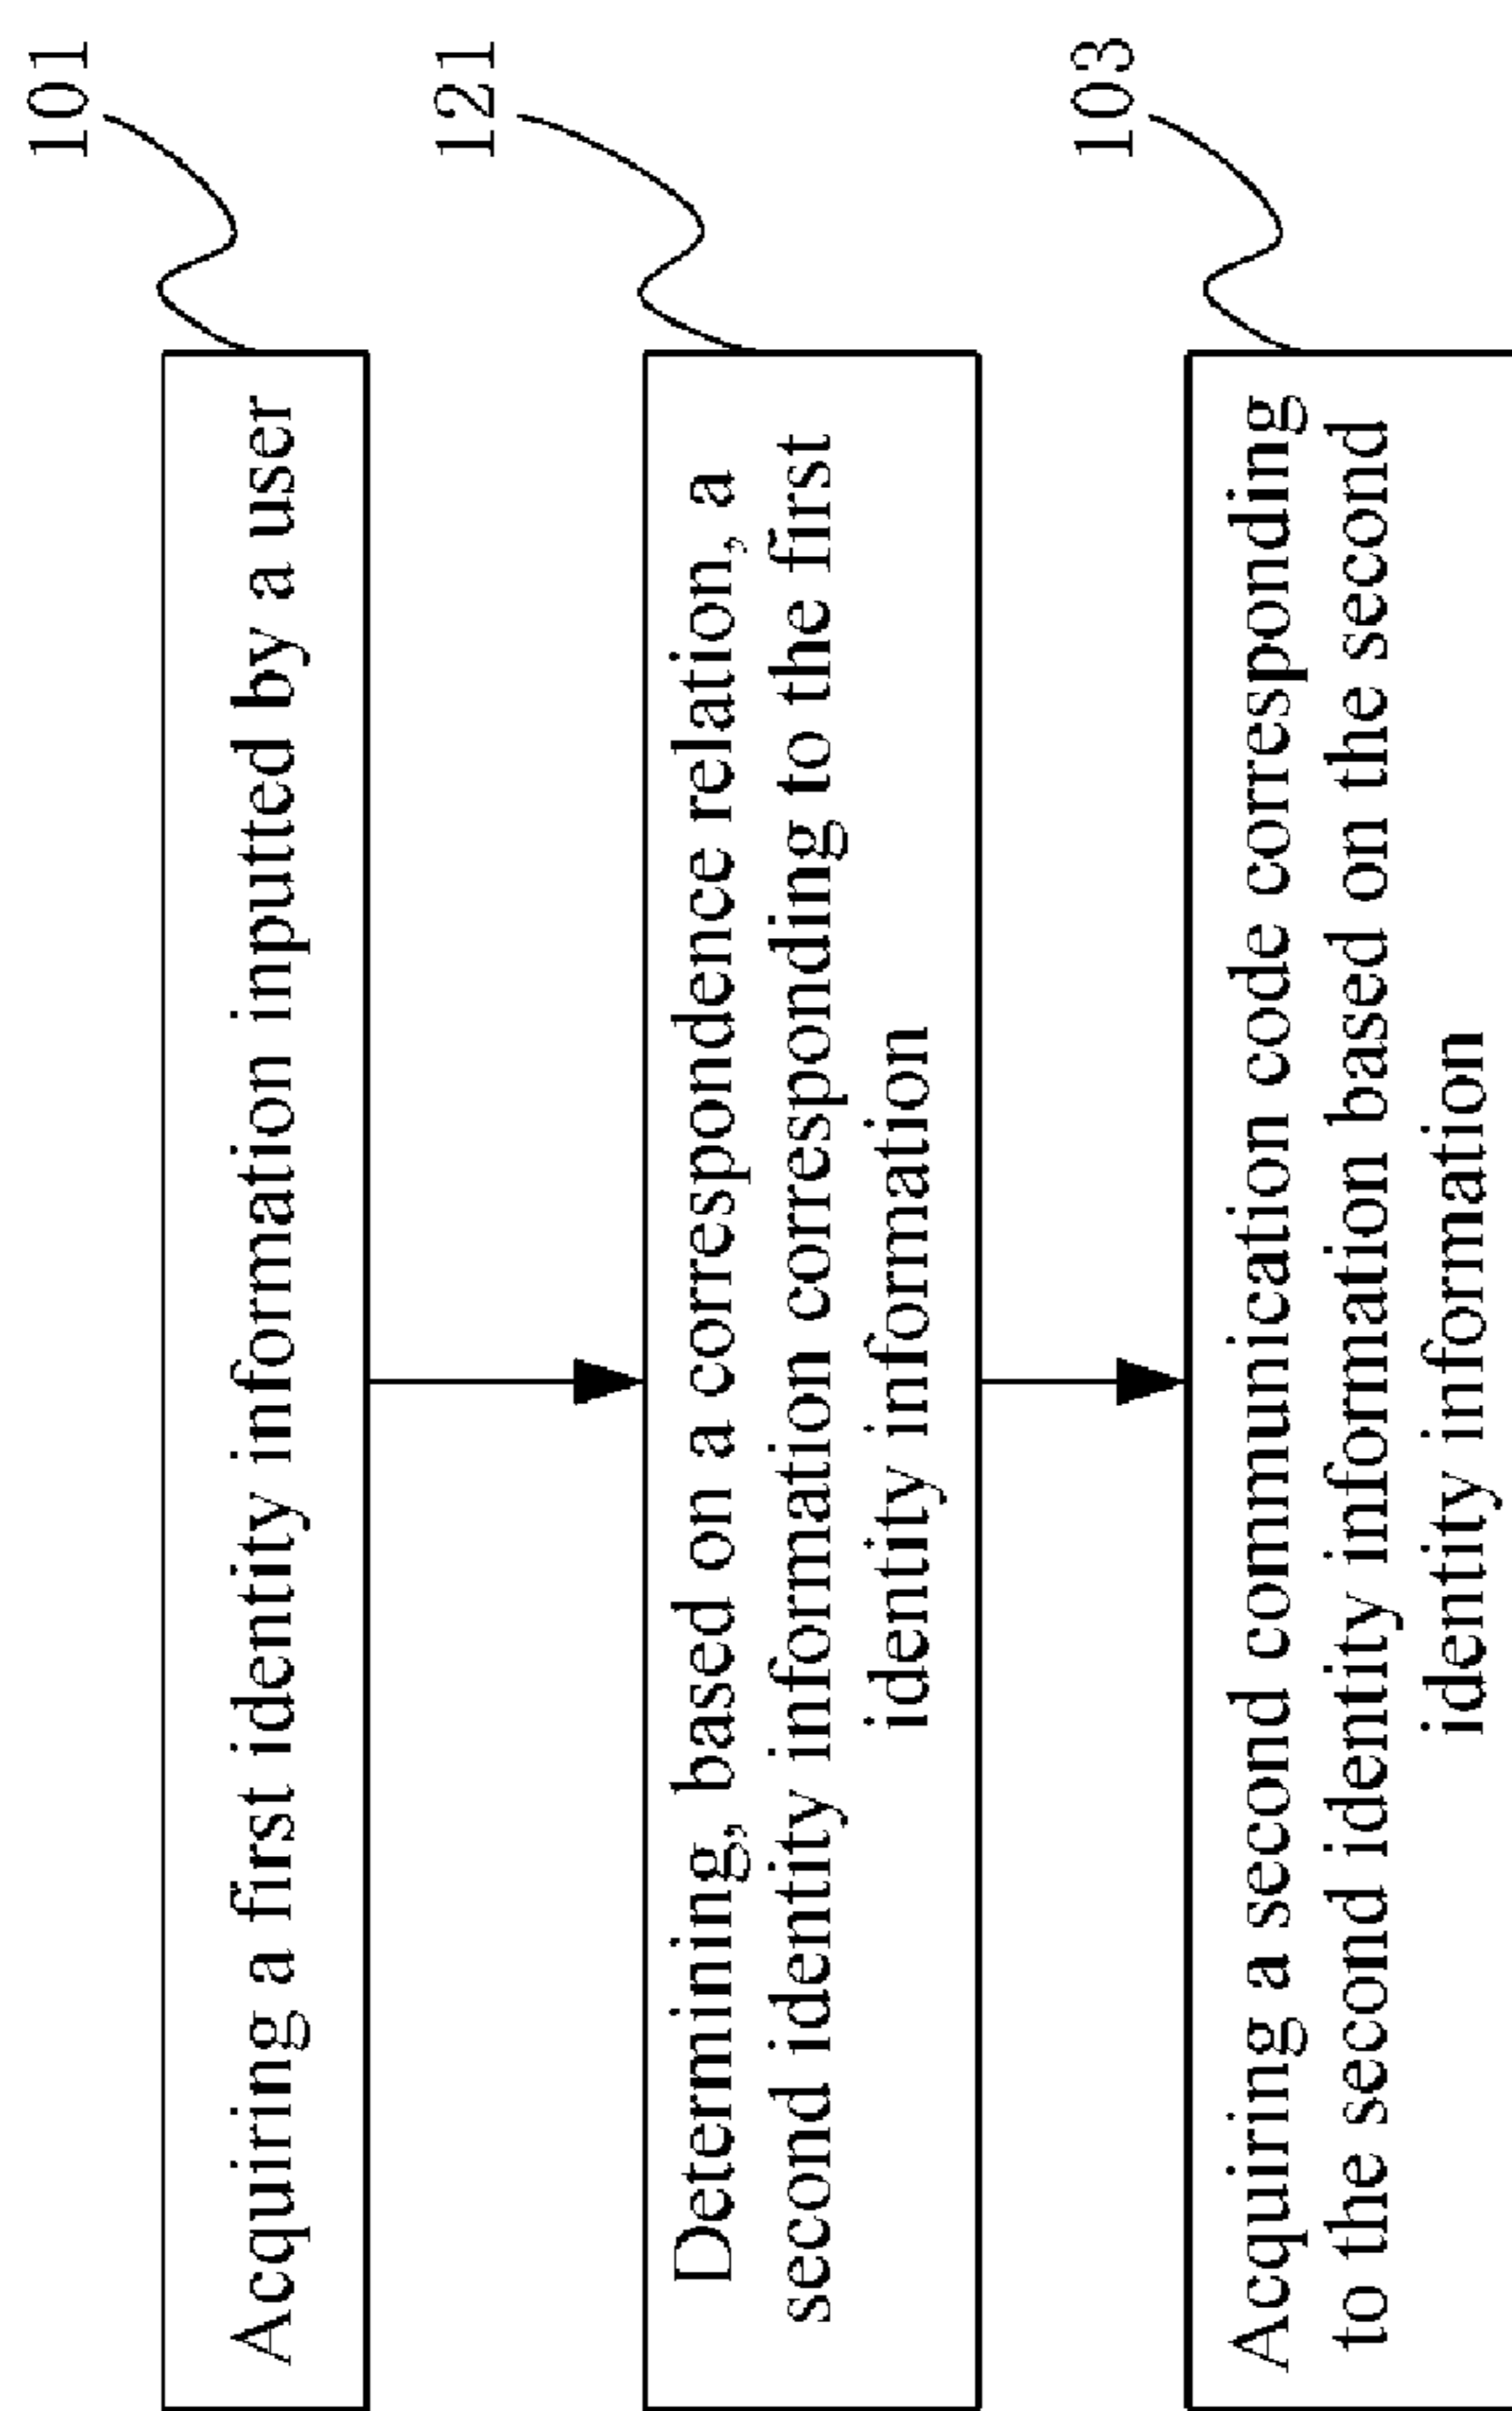 101
Acquiring a first identity information inputted by a user
121
Determining, based on a correspondence relation, a
second identity information corresponding to the first
identity information
103
Acquiring a second communication code corresponding
to the second identity information based on the second
identity information